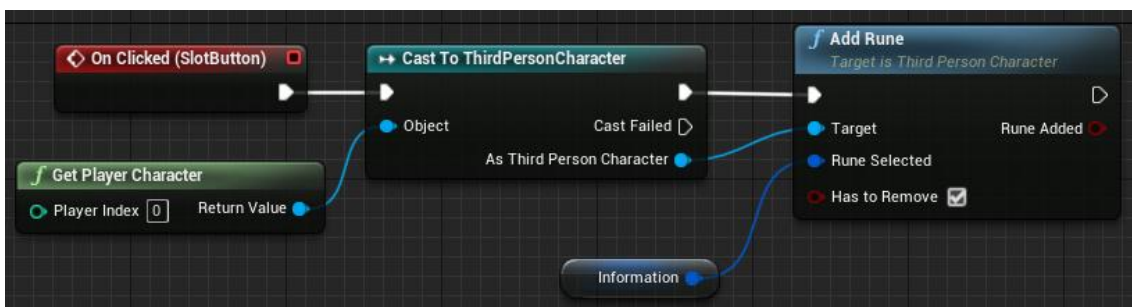 On Clicked (SlotButton)
Cast To ThirdPersonCharacter
Object
Cast Failed
As Third Person Character
Get Player Character
Player Index 0
Return Value
Add Rune
Target is Third Person Character
Target
Rune Added
Rune Selected
Has to Remove
Information